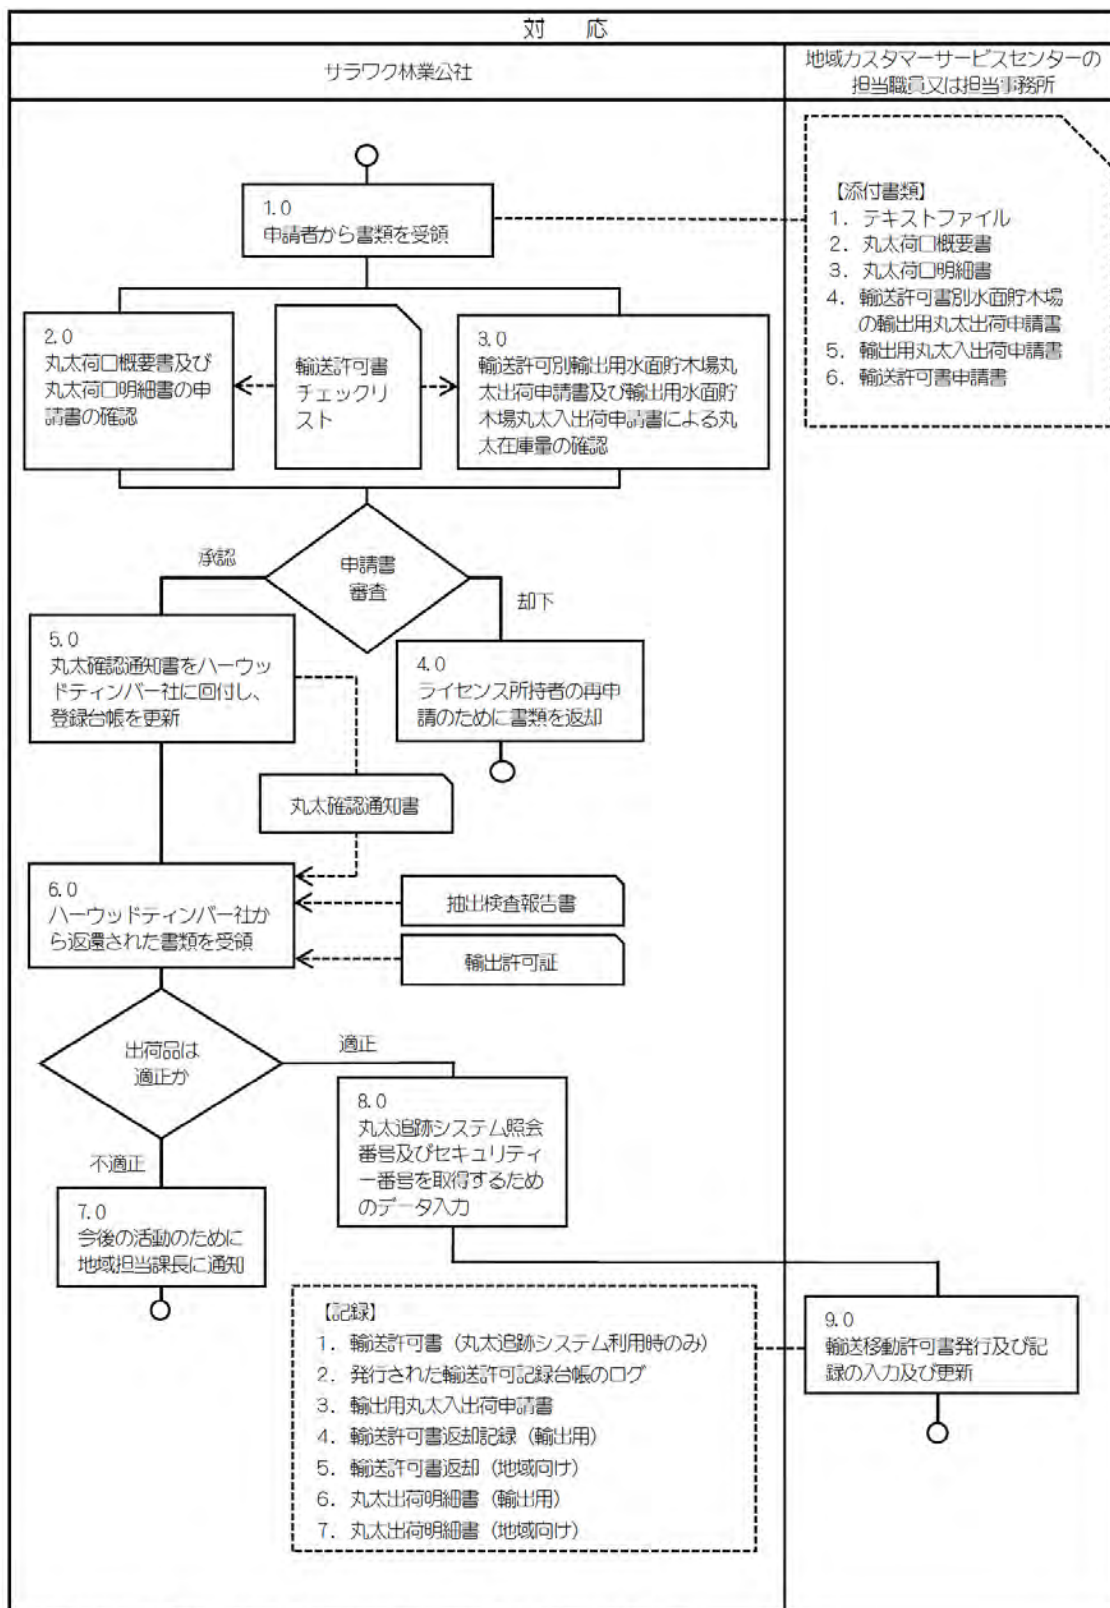 対　応
サラワク林業公社
地域カスタマーサービスセンターの
担当職員又は担当事務所
1.0
申請者から書類を受領
【添付書類】
1. テキストファイル
2. 丸太荷口概要書
3. 丸太荷口明細書
4. 輸送許可書別水面貯木場
の輸出用丸太出荷申請書
5. 輸出用丸太入出荷申請書
6. 輸送許可書申請書
2.0
丸太荷口概要書及び
丸太荷口明細書の申
請書の確認
輸送許可書
チェックリ
スト
3.0
輸送許可別輸出用水面貯木場丸
太出荷申請書及び輸出用水面貯
木場丸太入出荷申請書による丸
太在庫量の確認
申請書
審査
承認
却下
5.0
丸太確認通知書をハーウッ
ドティンバー社に回付し、
登録台帳を更新
4.0
ライセンス所持者の再申
請のために書類を返却
丸太確認通知書
6.0
ハーウッドティンバー社か
ら返還された書類を受領
抽出検査報告書
輸出許可証
出荷品は
適正か
適正
不適正
8.0
丸太追跡システム照会
番号及びセキュリティ
ー番号を取得するため
のデータ入力
7.0
今後の活動のために
地域担当課長に通知
【記録】
1. 輸送許可書（丸太追跡システム利用時のみ）
2. 発行された輸送許可記録台帳のログ
3. 輸出用丸太入出荷申請書
4. 輸送許可書返却記録（輸出用）
5. 輸送許可書返却（地域向け）
6. 丸太出荷明細書（輸出用）
7. 丸太出荷明細書（地域向け）
9.0
輸送移動許可書発行及び記
録の入力及び更新